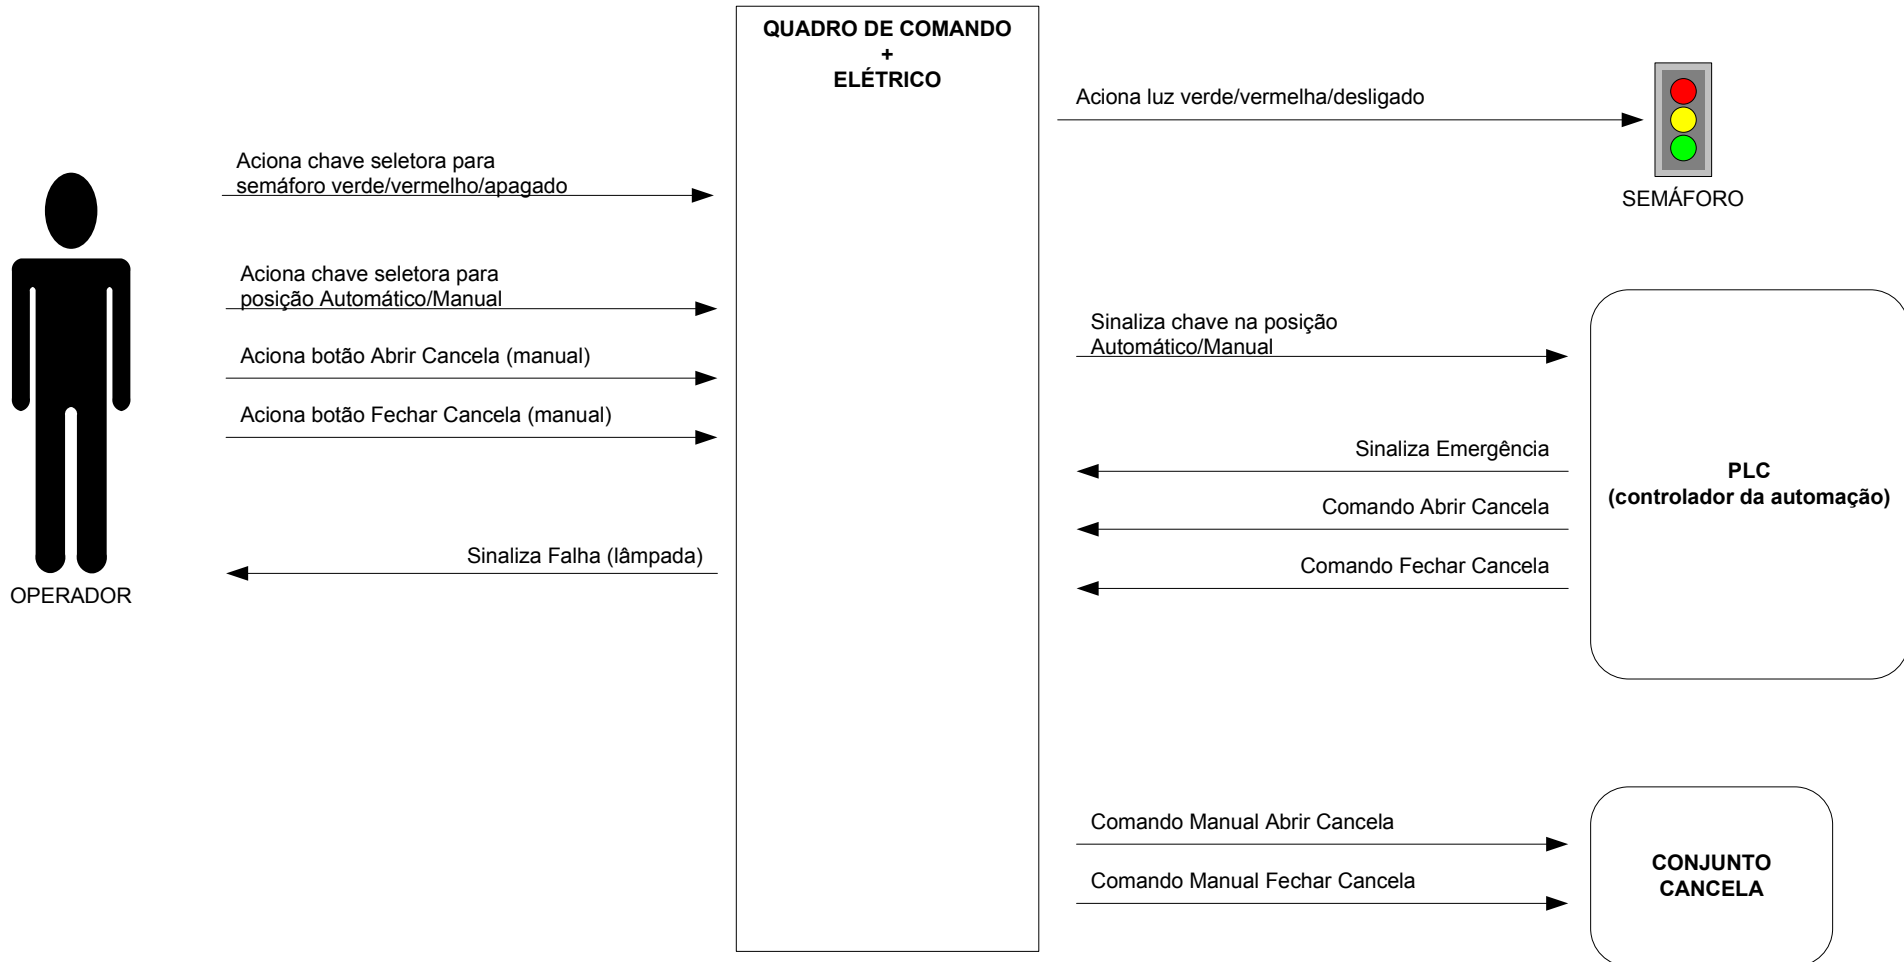 QUADRO DE COMANDO
+
ELÉTRICO
Aciona luz verde/vermelha/desligado
SEMÁFORO
Aciona chave seletora para
semáforo verde/vermelho/apagado
Aciona chave seletora para
posição Automático/Manual
Aciona botão Abrir Cancela (manual)
Aciona botão Fechar Cancela (manual)
Sinaliza Falha (lâmpada)
OPERADOR
Sinaliza chave na posição
Automático/Manual
Sinaliza Emergência
Comando Abrir Cancela
Comando Fechar Cancela
PLC
(controlador da automação)
Comando Manual Abrir Cancela
Comando Manual Fechar Cancela
CONJUNTO
CANCELA